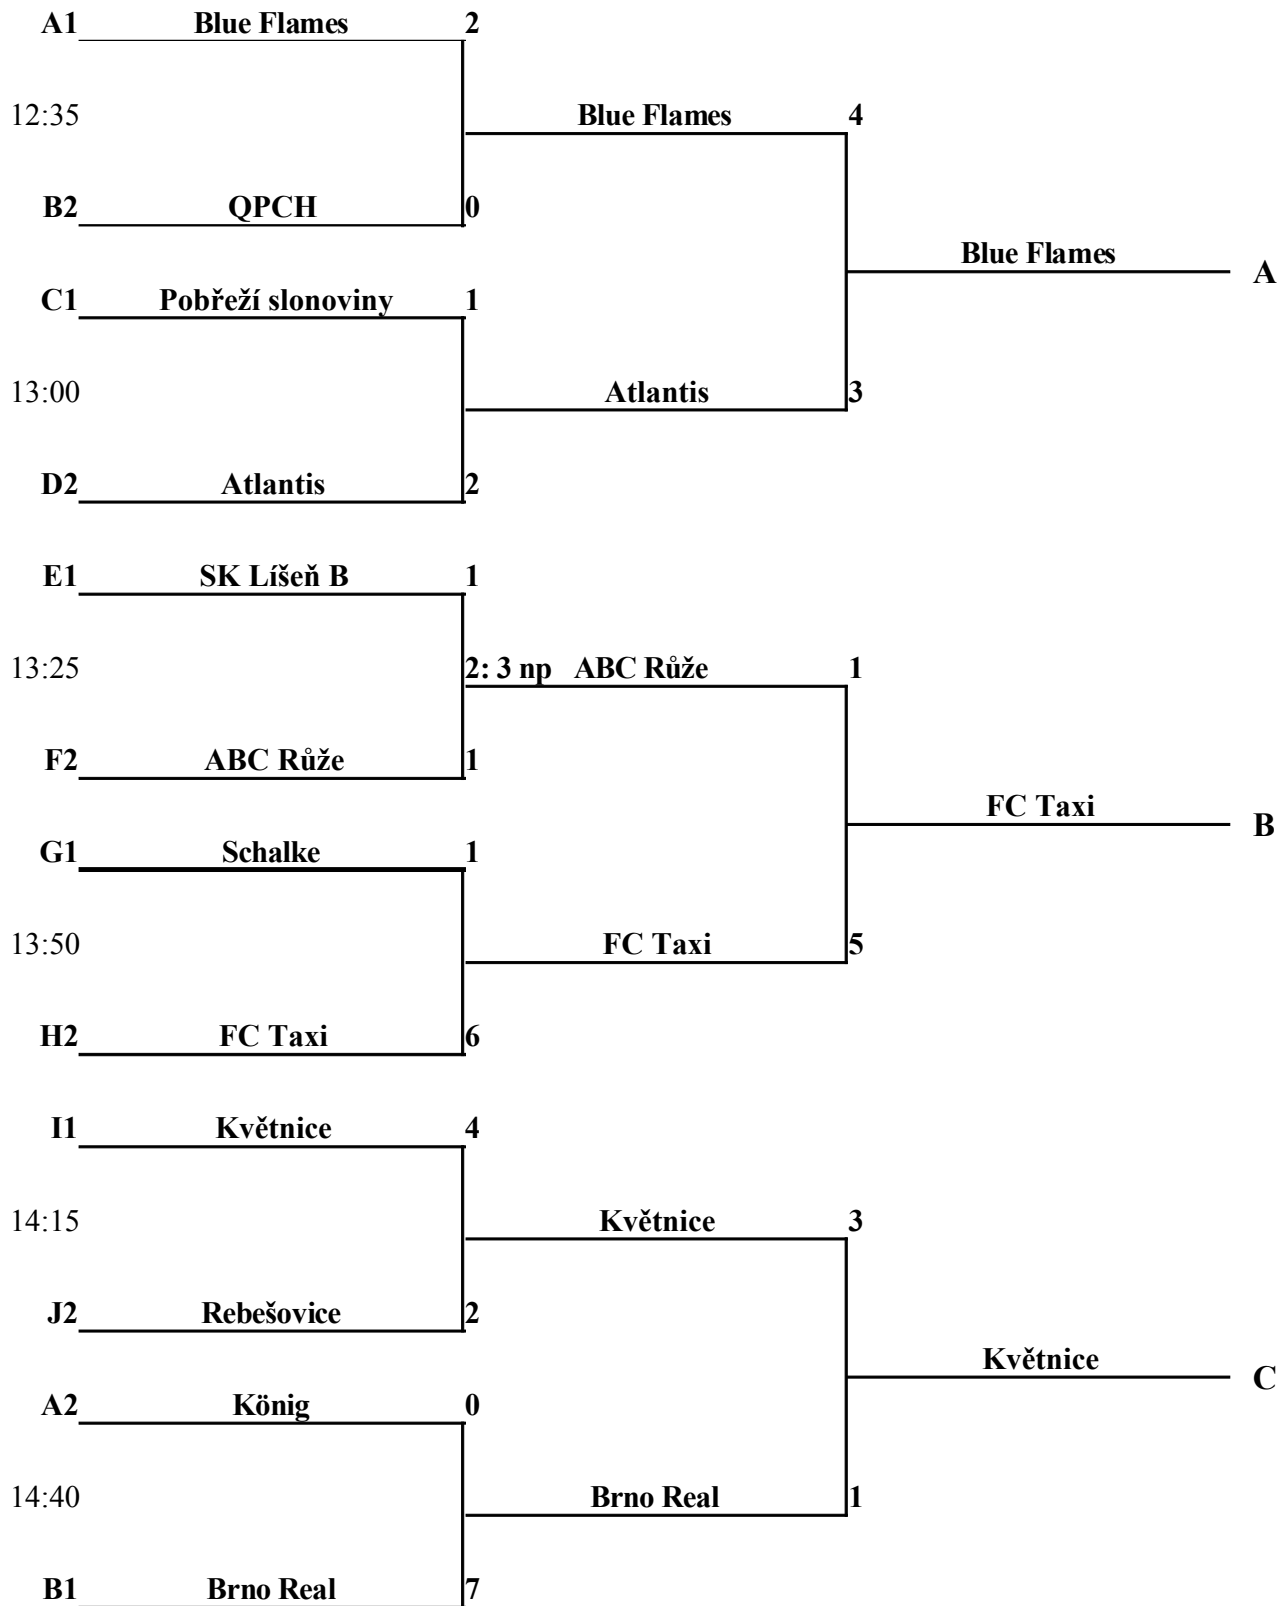 A1 Blue Flames 2
12:35 Blue Flames 4
B2 QPCH 0
Blue Flames A
C1 Pobřeží slonoviny 1
13:00 Atlantis 3
D2 Atlantis 2
E1 SK Líšeň B 1
13:25 2: 3 np ABC Růže 1
F2 ABC Růže 1
FC Taxi B
G1 Schalke 1
13:50 FC Taxi 5
H2 FC Taxi 6
I1 Květnice 4
14:15 Květnice 3
J2 Rebešovice 2
Květnice C
A2 König 0
14:40 Brno Real 1
B1 Brno Real 7